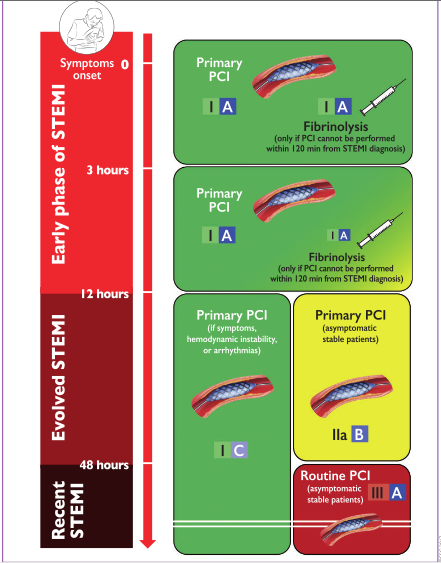 Symptoms
onset
0
3 hours
12 hours
48 hours
Early phase of STEMI
Evolved STEMI
Recent
STEMI
Primary
PCI
I A
I A
Fibrinolysis
(only if PCI cannot be performed
within 120 min from STEMI diagnosis)
Primary
PCI
I A
I A
Fibrinolysis
(only if PCI cannot be performed
within 120 min from STEMI diagnosis)
Primary PCI
(if symptoms,
hemodynamic instability,
or arrhythmias)
I C
Primary PCI
(asymptomatic
stable patients)
IIa B
Routine PCI
(asymptomatic
stable patients)
III A